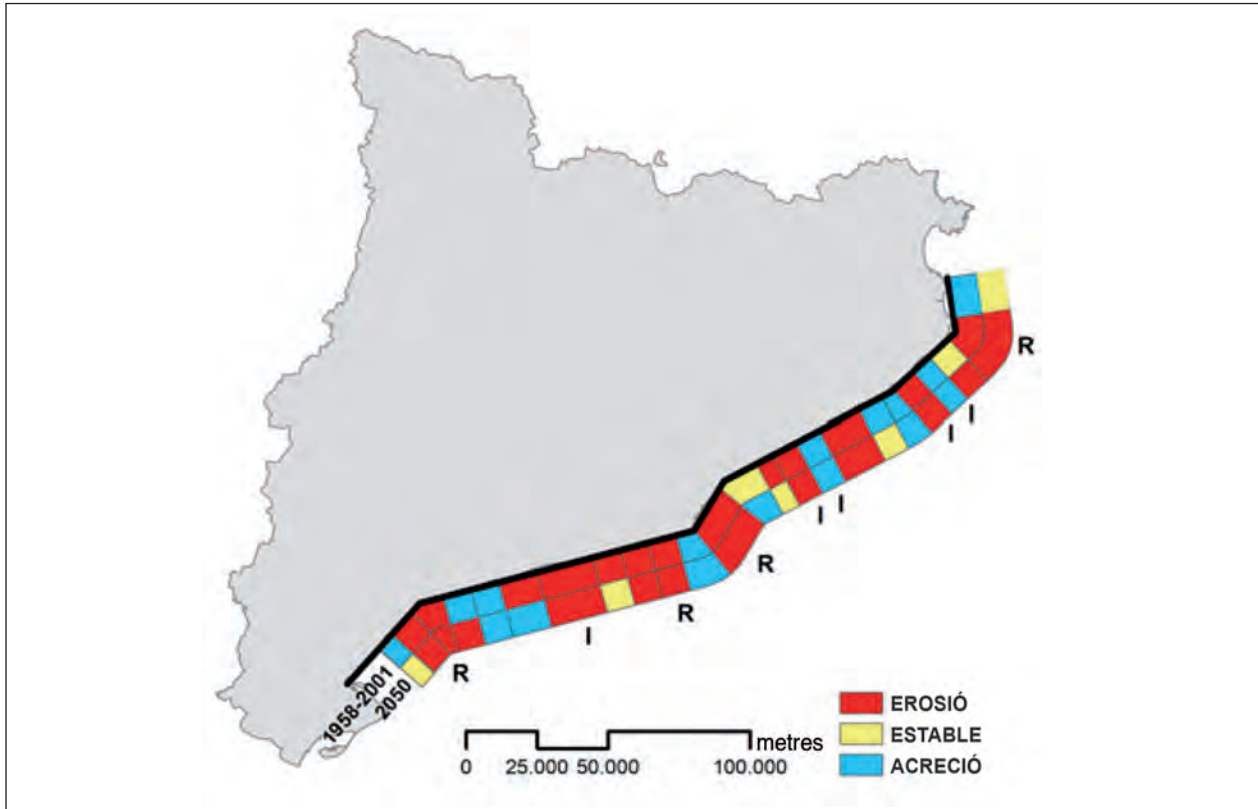 R
I
I
I
I
R
R
I
R
1958-2001
2050
EROSIÓ
ESTABLE
ACRECIÓ
metres
0 25.000 50.000 100.000